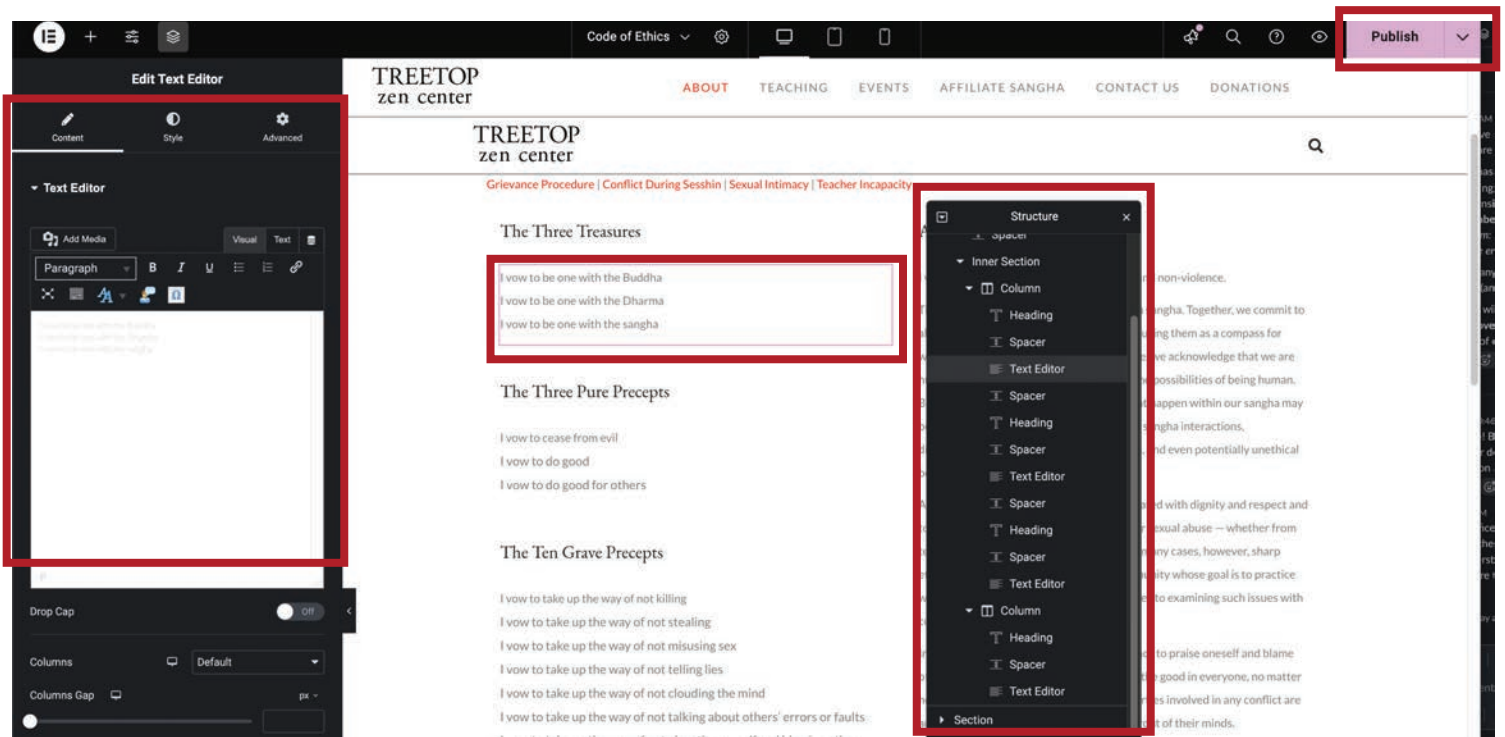 Code of Ethics
Publish
Edit Text Editor
Content
Style
Advanced
Text Editor
Add Media
Visual
Text
Paragraph
B I U
Drop Cap
Off
Columns
Default
Columns Gap
px
TREETOP
zen center
ABOUT
TEACHING
EVENTS
AFFILIATE SANGHA
CONTACT US
DONATIONS
TREETOP
zen center
Grievance Procedure | Conflict During Sesshin | Sexual Intimacy | Teacher Incapacity
The Three Treasures
I vow to be one with the Buddha
I vow to be one with the Dharma
I vow to be one with the sangha
The Three Pure Precepts
I vow to cease from evil
I vow to do good
I vow to do good for others
The Ten Grave Precepts
I vow to take up the way of not killing
I vow to take up the way of not stealing
I vow to take up the way of not misusing sex
I vow to take up the way of not telling lies
I vow to take up the way of not clouding the mind
I vow to take up the way of not talking about others' errors or faults
Structure
Spacer
Inner Section
Column
Heading
Spacer
Text Editor
Spacer
Heading
Spacer
Text Editor
Spacer
Heading
Spacer
Text Editor
Column
Heading
Spacer
Text Editor
Section
non-violence.
sangha. Together, we commit to
them as a compass for
we acknowledge that we are
possibilities of being human.
happen within our sangha may
sangha interactions,
and even potentially unethical
with dignity and respect and
sexual abuse — whether from
many cases, however, sharp
whose goal is to practice
to examining such issues with
to praise oneself and blame
good in everyone, no matter
involved in any conflict are
of their minds.